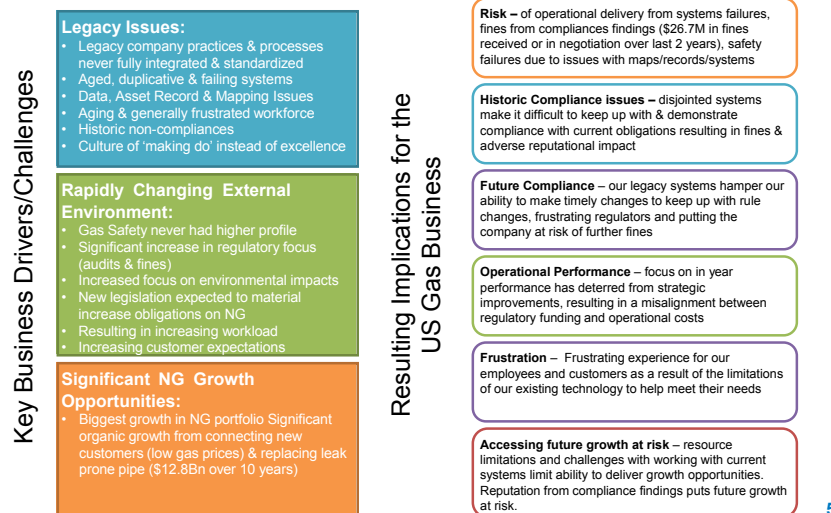 Key Business Drivers/Challenges
Legacy Issues:
• Legacy company practices & processes
never fully integrated & standardized
• Aged, duplicative & failing systems
• Data, Asset Record & Mapping Issues
• Aging & generally frustrated workforce
• Historic non-compliances
• Culture of ‘making do’ instead of excellence
Rapidly Changing External
Environment:
• Gas Safety never had higher profile
• Significant increase in regulatory focus
(audits & fines)
• Increased focus on environmental impacts
• New legislation expected to material
increase obligations on NG
• Resulting in increasing workload
• Increasing customer expectations
Significant NG Growth
Opportunities:
• Biggest growth in NG portfolio Significant
organic growth from connecting new
customers (low gas prices) & replacing leak
prone pipe ($12.8Bn over 10 years)
Resulting Implications for the
US Gas Business
Risk – of operational delivery from systems failures,
fines from compliances findings ($26.7M in fines
received or in negotiation over last 2 years), safety
failures due to issues with maps/records/systems
Historic Compliance issues – disjointed systems
make it difficult to keep up with & demonstrate
compliance with current obligations resulting in fines &
adverse reputational impact
Future Compliance – our legacy systems hamper our
ability to make timely changes to keep up with rule
changes, frustrating regulators and putting the
company at risk of further fines
Operational Performance – focus on in year
performance has deterred from strategic
improvements, resulting in a misalignment between
regulatory funding and operational costs
Frustration – Frustrating experience for our
employees and customers as a result of the limitations
of our existing technology to help meet their needs
Accessing future growth at risk – resource
limitations and challenges with working with current
systems limit ability to deliver growth opportunities.
Reputation from compliance findings puts future growth
at risk.
5